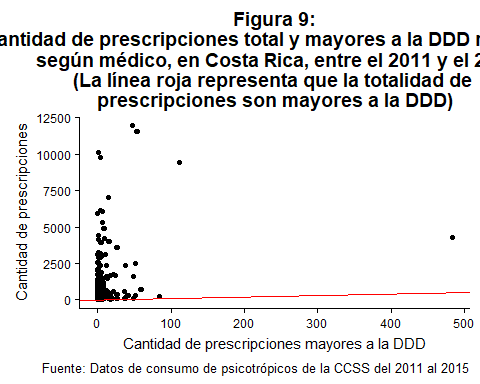 Figura 9:
antidad de prescripciones total y mayores a la DDD
según médico, en Costa Rica, entre el 2011 y el
(La línea roja representa que la totalidad de
prescripciones son mayores a la DDD)
Cantidad de prescripciones
12500
10000
7500
5000
2500
0
0 100 200 300 400 500
Cantidad de prescripciones mayores a la DDD
Fuente: Datos de consumo de psicotrópicos de la CCSS del 2011 al 2015